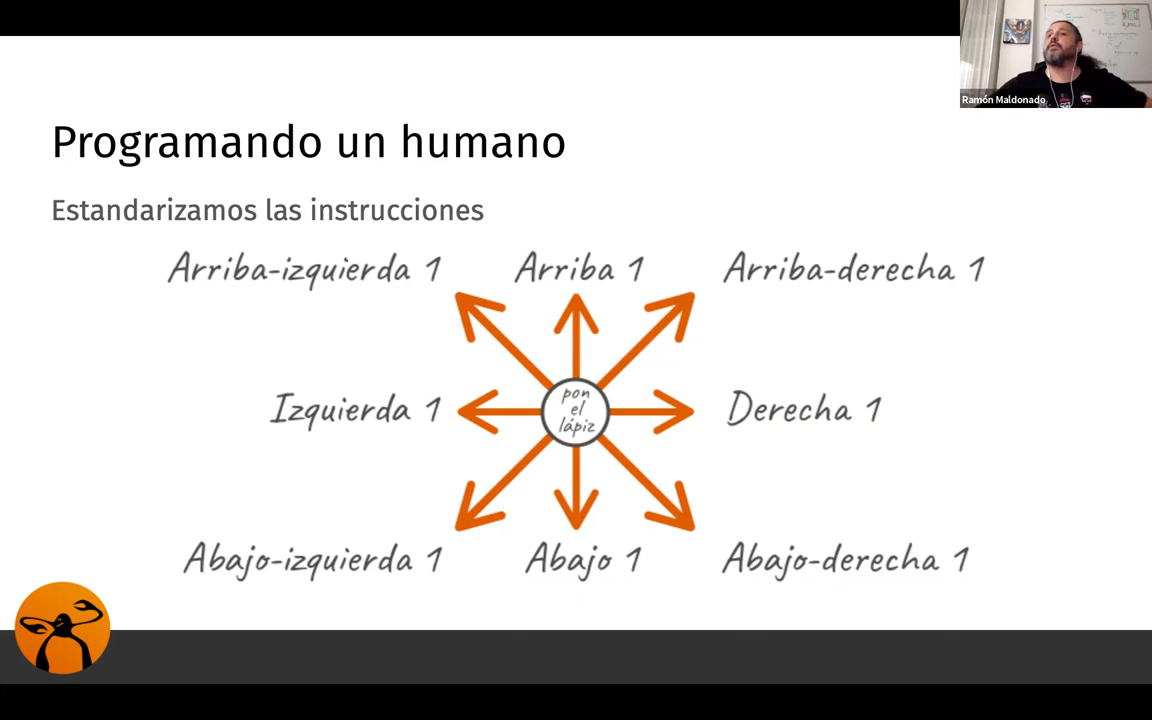 Ramón Maldonado
Programando un humano
Estandarizamos las instrucciones
Arriba-izquierda 1
Arriba 1
Arriba-derecha 1
Izquierda 1
pon
el
lápiz
Derecha 1
Abajo-izquierda 1
Abajo 1
Abajo-derecha 1